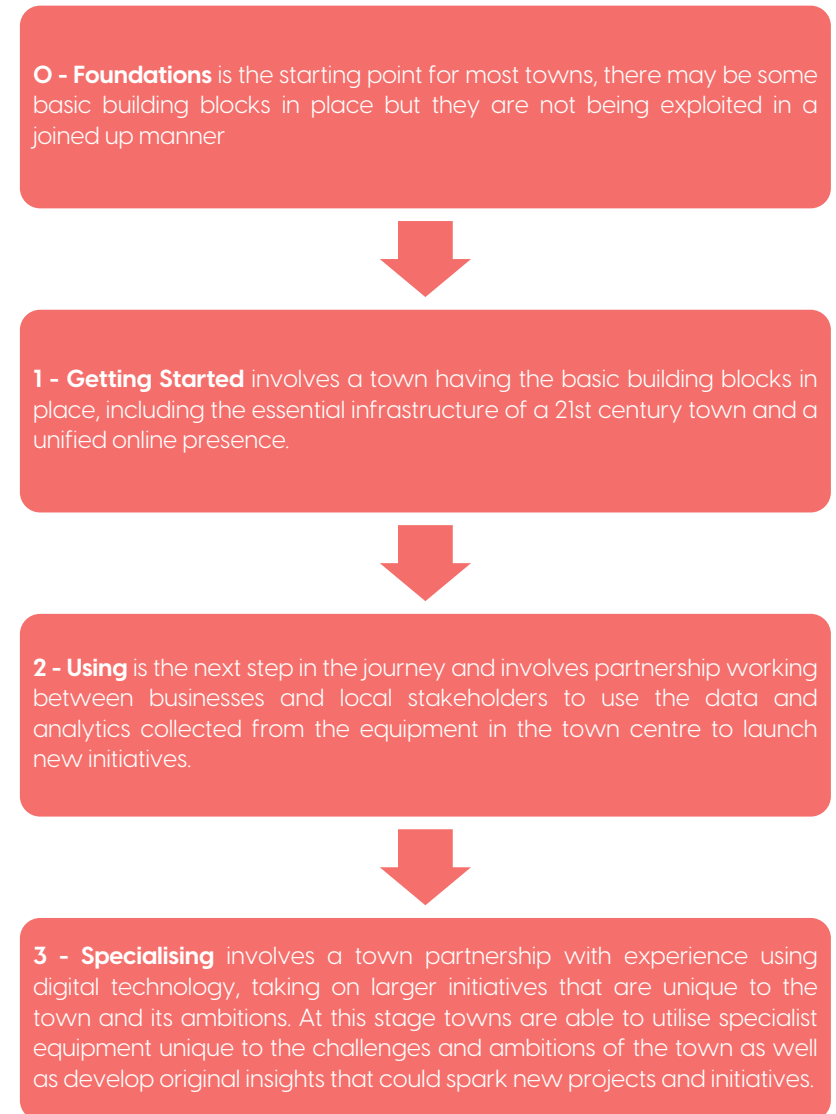 0 - Foundations is the starting point for most towns, there may be some
basic building blocks in place but they are not being exploited in a
joined up manner
1 - Getting Started involves a town having the basic building blocks in
place, including the essential infrastructure of a 21st century town and a
unified online presence.
2 - Using is the next step in the journey and involves partnership working
between businesses and local stakeholders to use the data and
analytics collected from the equipment in the town centre to launch
new initiatives.
3 - Specialising involves a town partnership with experience using
digital technology, taking on larger initiatives that are unique to the
town and its ambitions. At this stage towns are able to utilise specialist
equipment unique to the challenges and ambitions of the town as well
as develop original insights that could spark new projects and initiatives.